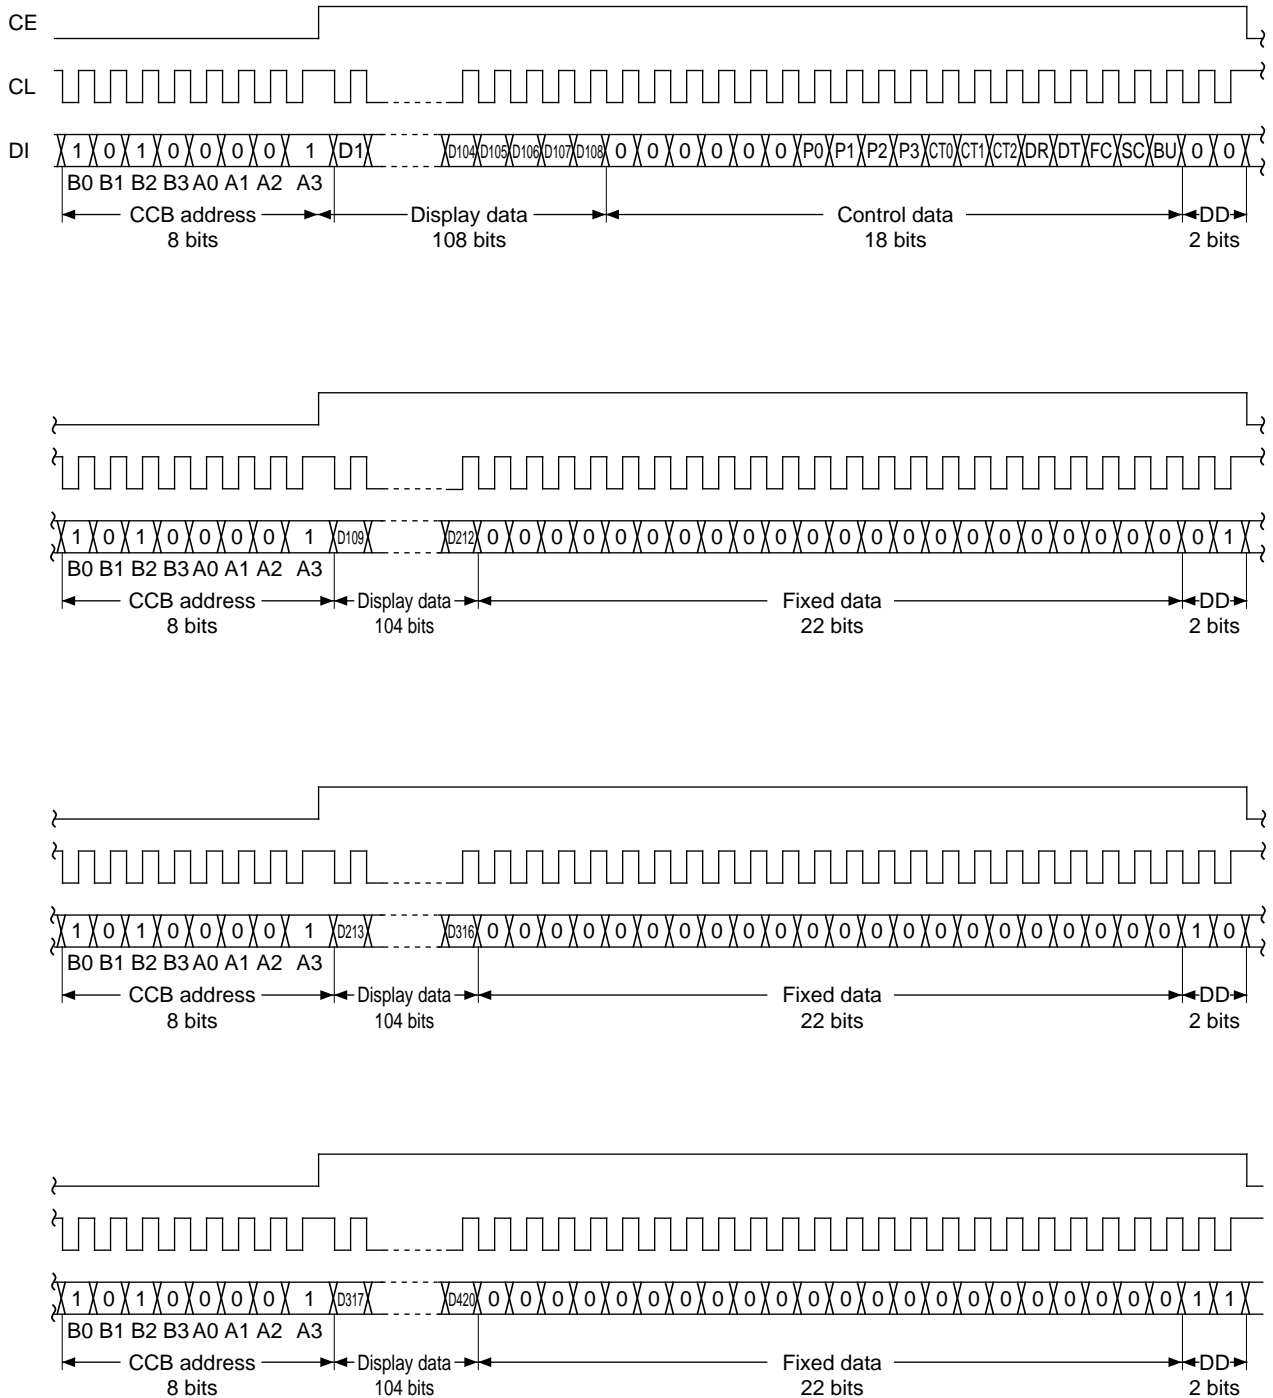 CE
CL
DI 1 0 1 0 0 0 0 1 D1 D104 D105 D106 D107 D108 0 0 0 0 0 0 P0 P1 P2 P3 CT0 CT1 CT2 DR DT FC SC BU 0 0
B0 B1 B2 B3 A0 A1 A2 A3
CCB address Display data Control data DD
8 bits 108 bits 18 bits 2 bits
1 0 1 0 0 0 0 1 D109 D212 0 0 0 0 0 0 0 0 0 0 0 0 0 0 0 0 0 0 0 0 0 0 0 1
B0 B1 B2 B3 A0 A1 A2 A3
CCB address Display data Fixed data DD
8 bits 104 bits 22 bits 2 bits
1 0 1 0 0 0 0 1 D213 D316 0 0 0 0 0 0 0 0 0 0 0 0 0 0 0 0 0 0 0 0 0 0 1 0
B0 B1 B2 B3 A0 A1 A2 A3
CCB address Display data Fixed data DD
8 bits 104 bits 22 bits 2 bits
1 0 1 0 0 0 0 1 D317 D420 0 0 0 0 0 0 0 0 0 0 0 0 0 0 0 0 0 0 0 0 0 0 1 1
B0 B1 B2 B3 A0 A1 A2 A3
CCB address Display data Fixed data DD
8 bits 104 bits 22 bits 2 bits